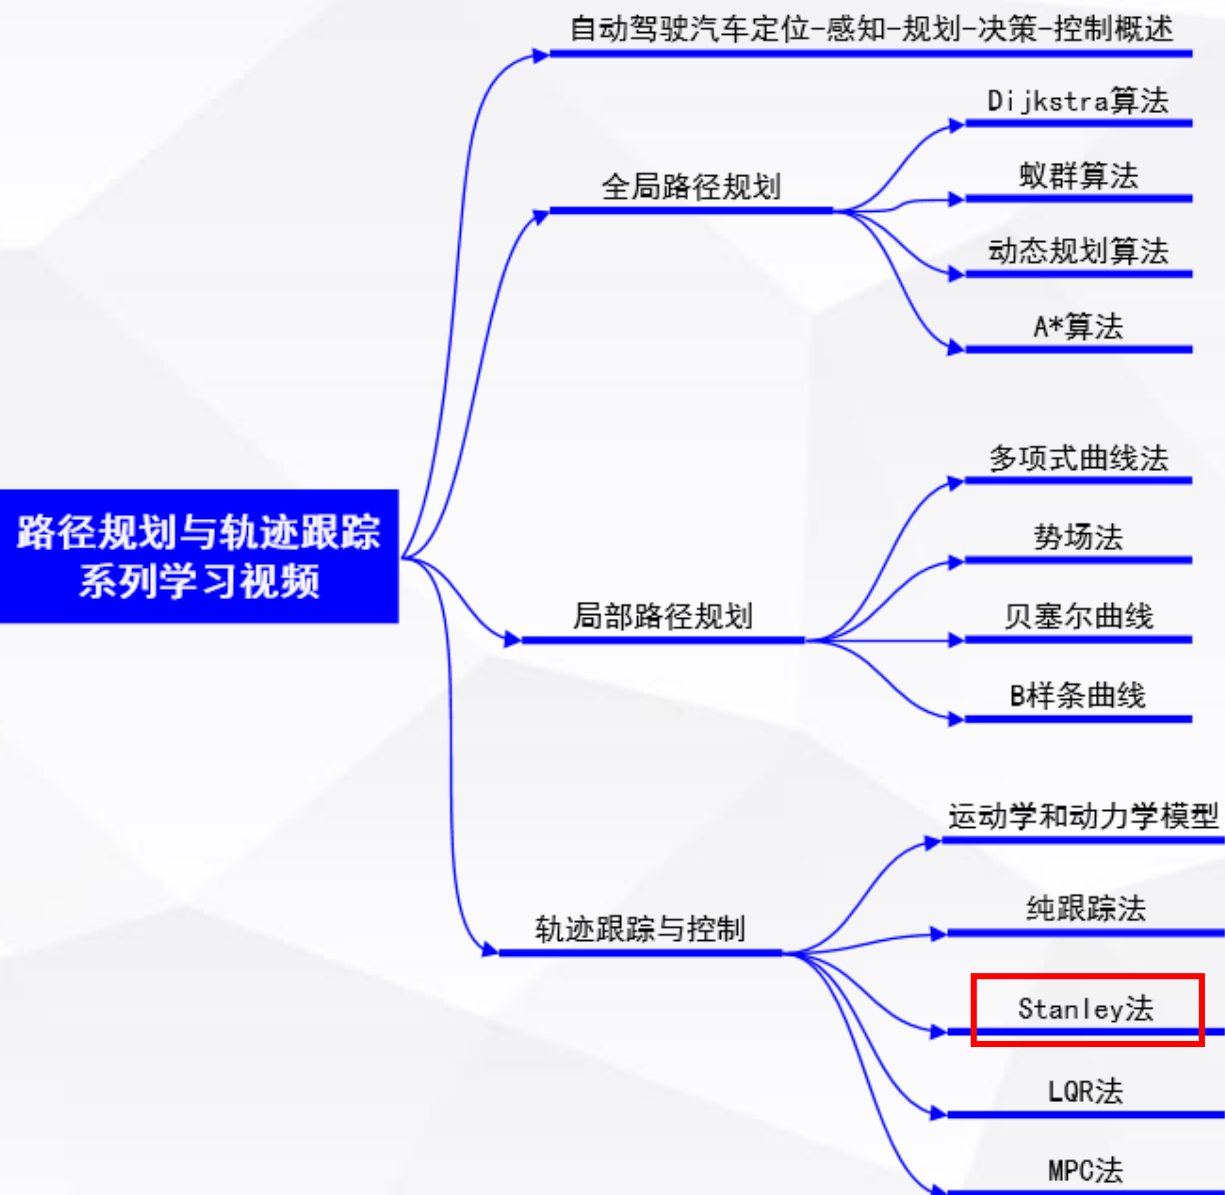 自动驾驶汽车定位-感知-规划-决策-控制概述
Dijkstra算法
全局路径规划
蚁群算法
动态规划算法
A*算法
路径规划与轨迹跟踪
系列学习视频
多项式曲线法
势场法
局部路径规划
贝塞尔曲线
B样条曲线
运动学和动力学模型
轨迹跟踪与控制
纯跟踪法
Stanley法
LQR法
MPC法